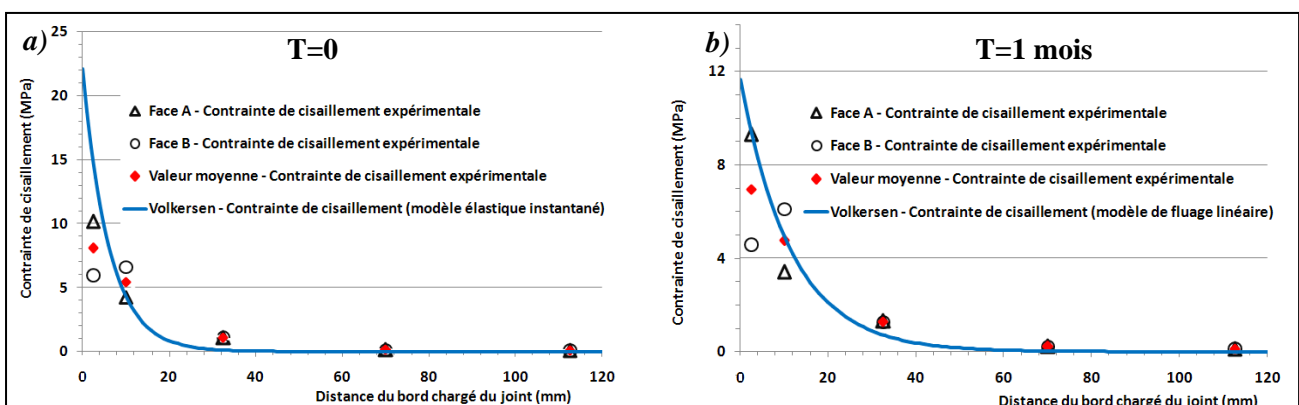 a)
T=0
Contrainte de cisaillement (MPa)
25
20
15
10
5
0
Face A - Contrainte de cisaillement expérimentale
Face B - Contrainte de cisaillement expérimentale
Valeur moyenne - Contrainte de cisaillement expérimentale
Volkersen - Contrainte de cisaillement (modèle élastique instantané)
0 20 40 60 80 100 120
Distance du bord chargé du joint (mm)
b)
T=1 mois
Contrainte de cisaillement (MPa)
12
8
4
0
Face A - Contrainte de cisaillement expérimentale
Face B - Contrainte de cisaillement expérimentale
Valeur moyenne - Contrainte de cisaillement expérimentale
Volkersen - Contrainte de cisaillement (modèle de fluage linéaire)
0 20 40 60 80 100 120
Distance du bord chargé du joint (mm)